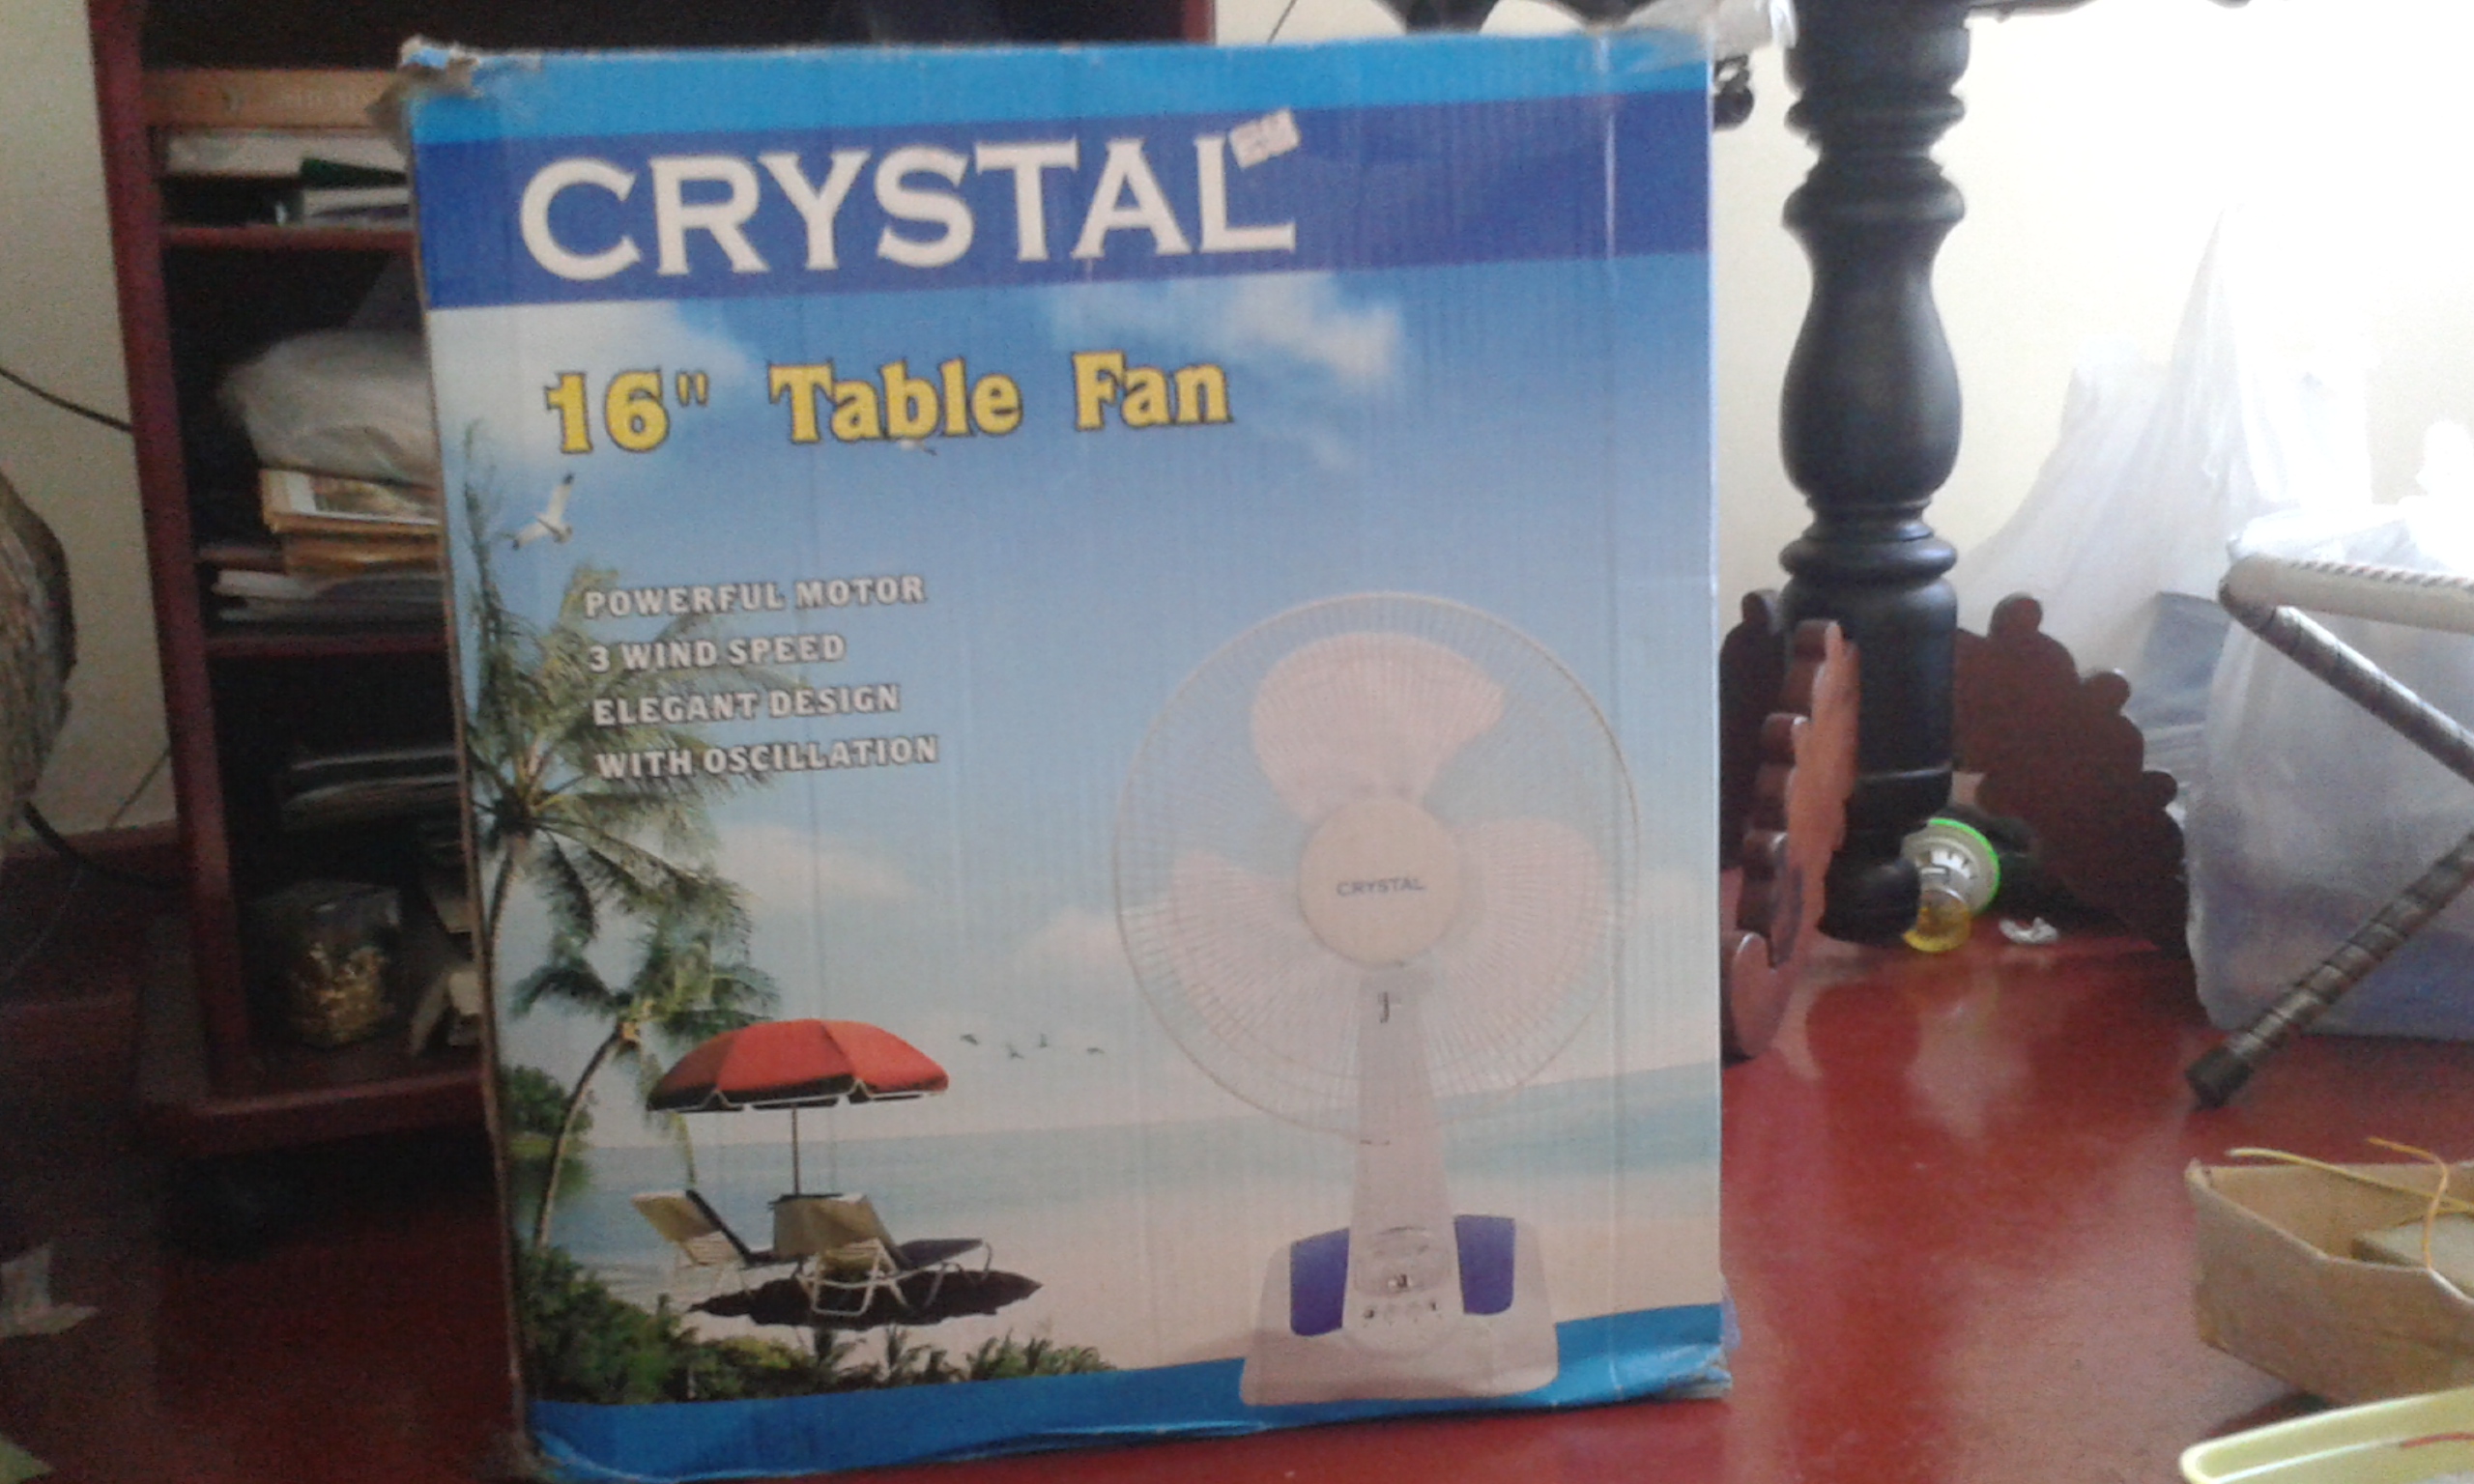 CRYSTAL
16" Table Fan
POWERFUL MOTOR
3 WIND SPEED
ELEGANT DESIGN
WITH OSCILLATION
CRYSTAL